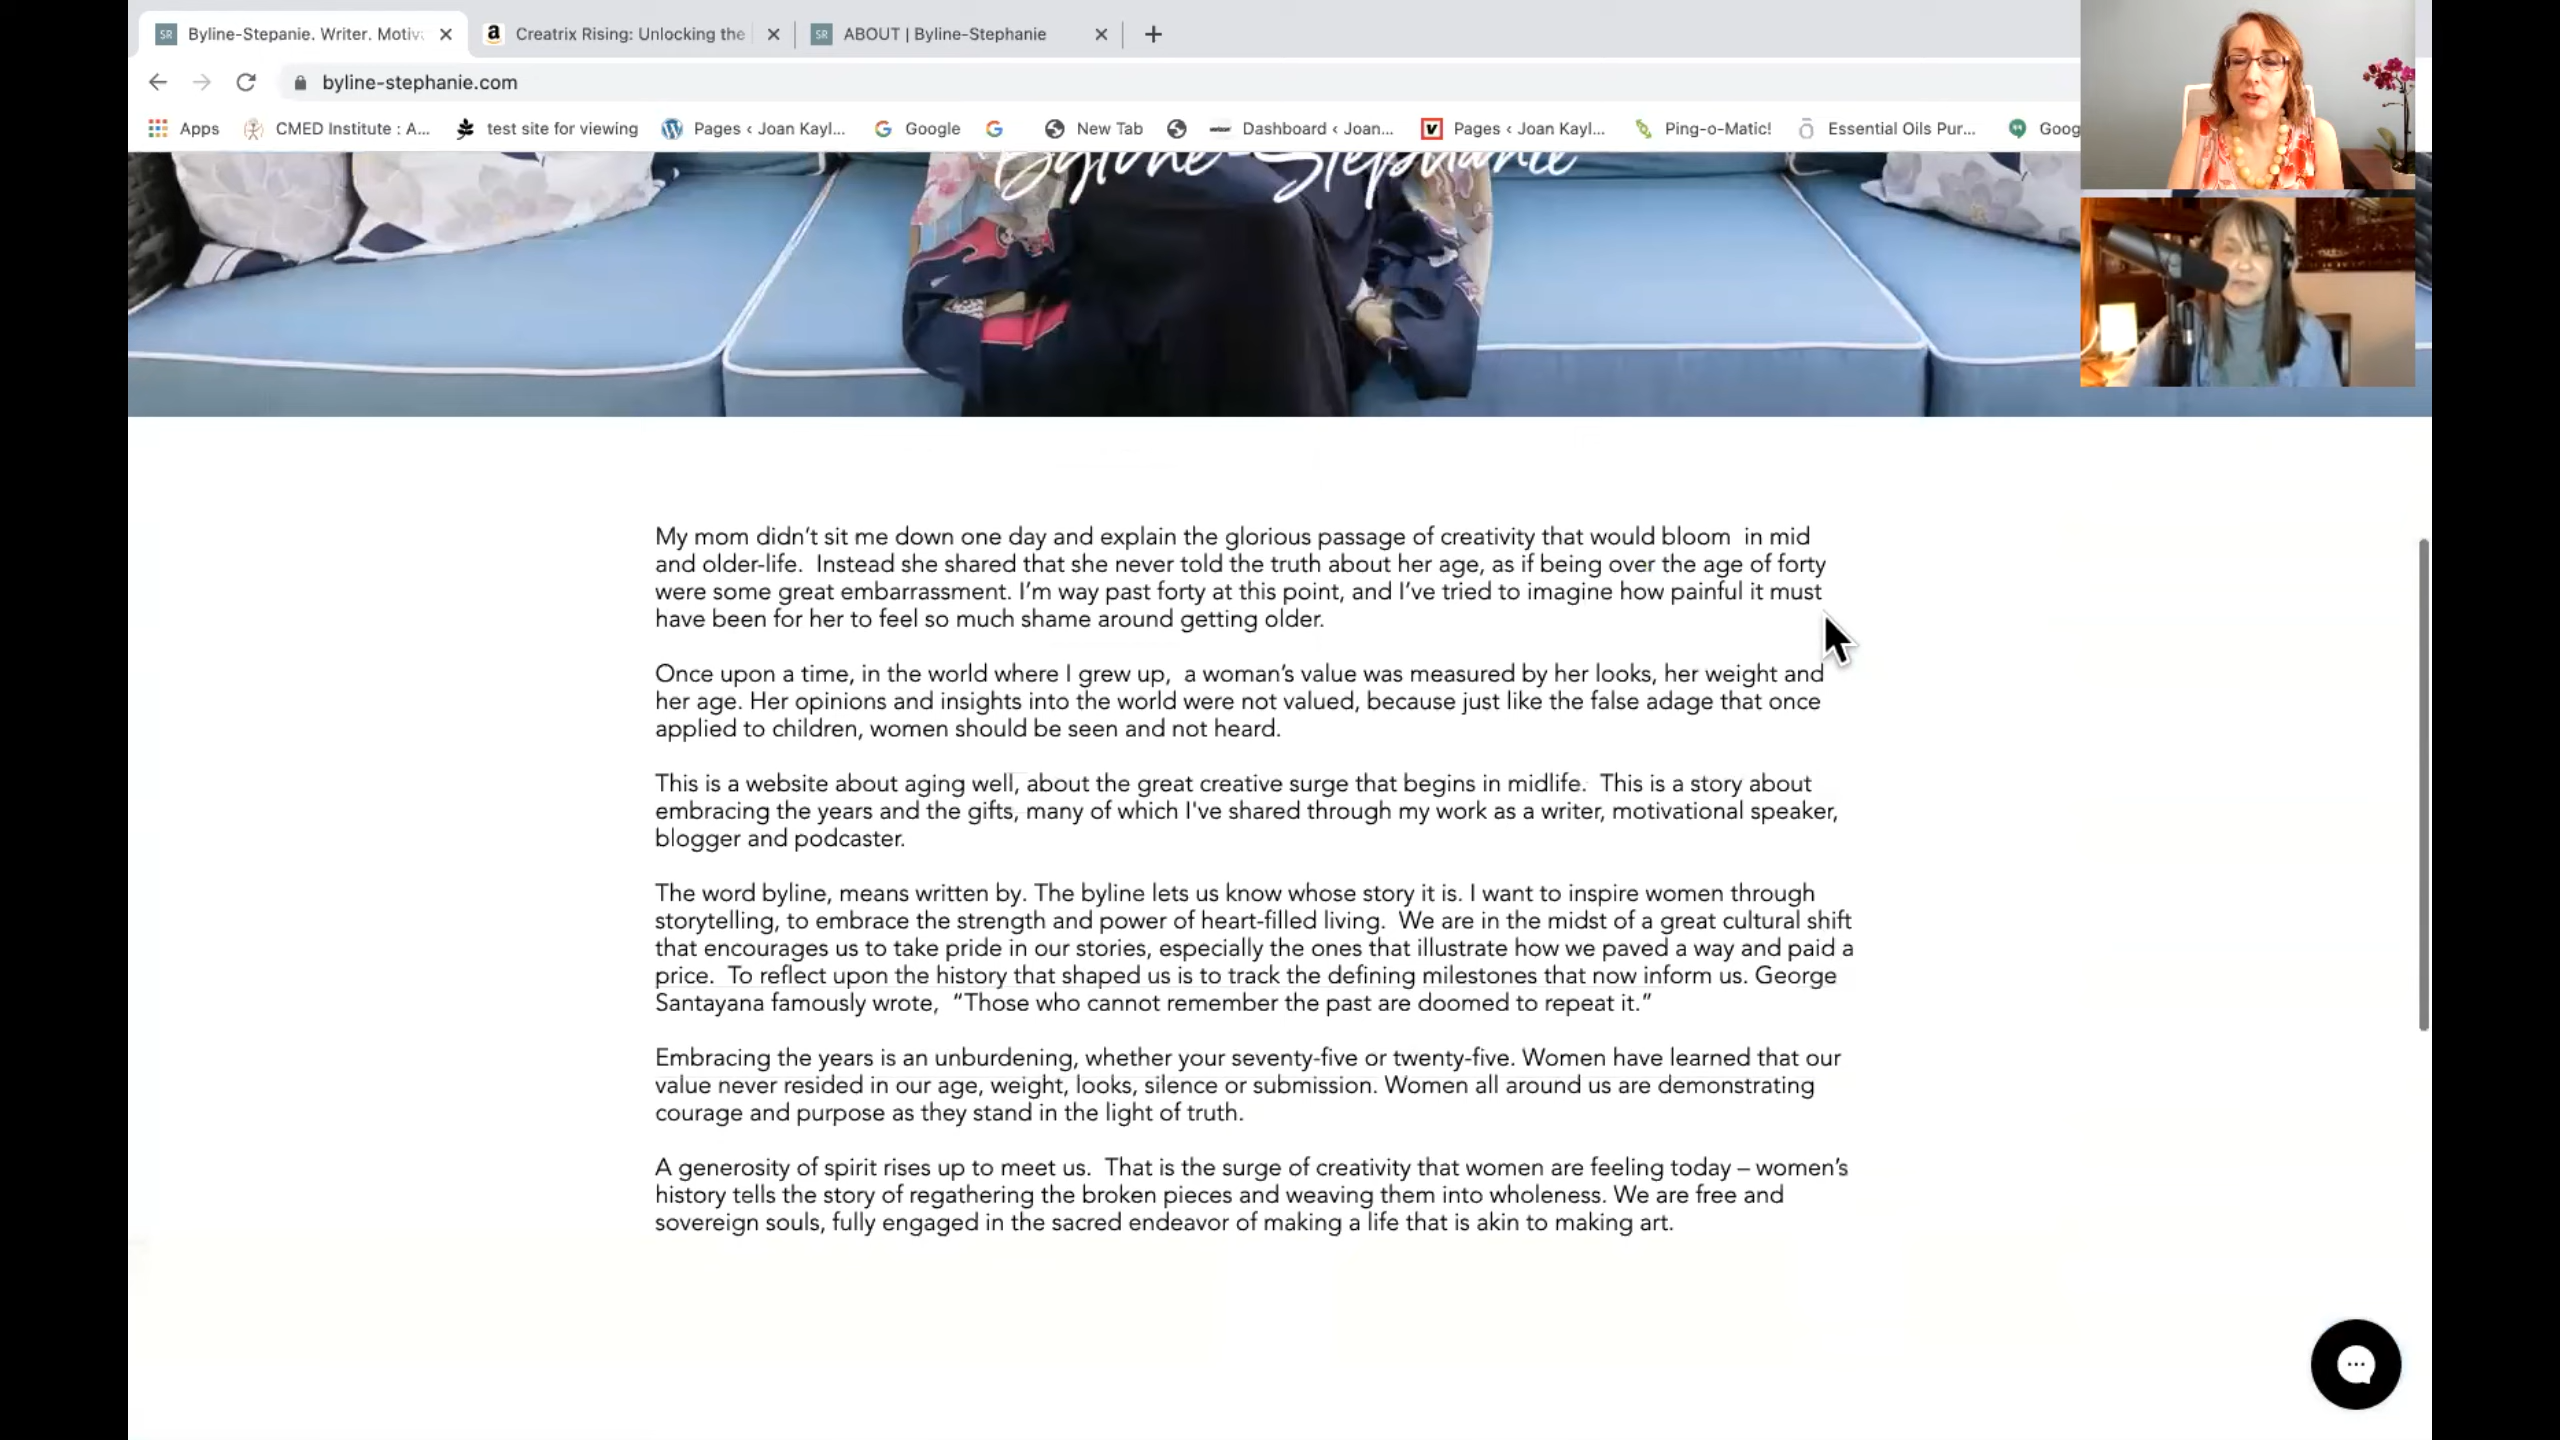 Byline-Stepanie. Writer. Motiv
Creatrix Rising: Unlocking the
ABOUT | Byline-Stephanie
byline-stephanie.com
Apps
CMED Institute : A...
test site for viewing
Pages ‹ Joan Kayl...
Google
New Tab
Dashboard ‹ Joan...
Pages ‹ Joan Kayl...
Ping-o-Matic!
Essential Oils Pur...
Goog
Byline-Stephanie
My mom didn’t sit me down one day and explain the glorious passage of creativity that would bloom  in mid
and older-life.  Instead she shared that she never told the truth about her age, as if being over the age of forty
were some great embarrassment. I’m way past forty at this point, and I’ve tried to imagine how painful it must
have been for her to feel so much shame around getting older.
Once upon a time, in the world where I grew up,  a woman’s value was measured by her looks, her weight and
her age. Her opinions and insights into the world were not valued, because just like the false adage that once
applied to children, women should be seen and not heard.
This is a website about aging well, about the great creative surge that begins in midlife.  This is a story about
embracing the years and the gifts, many of which I've shared through my work as a writer, motivational speaker,
blogger and podcaster.
The word byline, means written by. The byline lets us know whose story it is. I want to inspire women through
storytelling, to embrace the strength and power of heart-filled living.  We are in the midst of a great cultural shift
that encourages us to take pride in our stories, especially the ones that illustrate how we paved a way and paid a
price.  To reflect upon the history that shaped us is to track the defining milestones that now inform us. George
Santayana famously wrote,  “Those who cannot remember the past are doomed to repeat it.”
Embracing the years is an unburdening, whether your seventy-five or twenty-five. Women have learned that our
value never resided in our age, weight, looks, silence or submission. Women all around us are demonstrating
courage and purpose as they stand in the light of truth.
A generosity of spirit rises up to meet us.  That is the surge of creativity that women are feeling today – women’s
history tells the story of regathering the broken pieces and weaving them into wholeness. We are free and
sovereign souls, fully engaged in the sacred endeavor of making a life that is akin to making art.